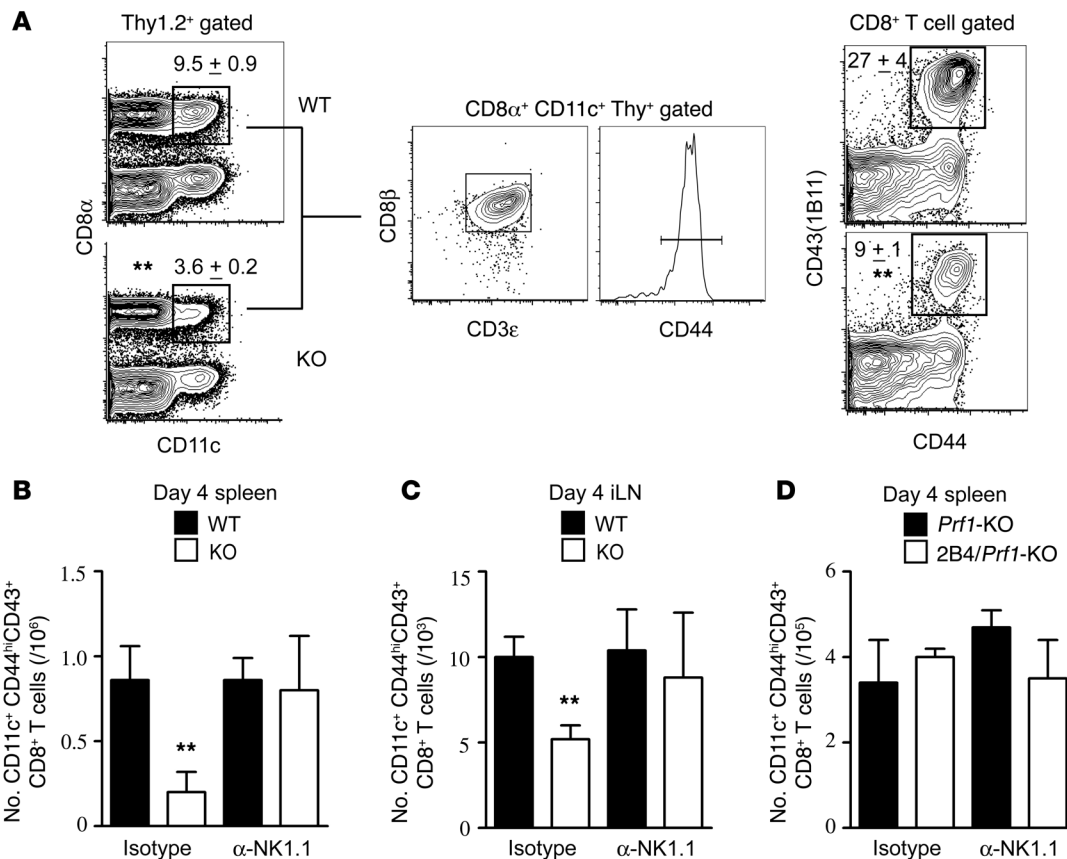 A
Thy1.2⁺ gated
9.5 ± 0.9
WT
CD8α
**
3.6 ± 0.2
KO
CD11c
CD8α⁺ CD11c⁺ Thy⁺ gated
CD8β
CD3ε
CD44
CD8⁺ T cell gated
27 ± 4
CD43(1B11)
9 ± 1
**
CD44
B
Day 4 spleen
WT
KO
No. CD11c⁺ CD44ʰⁱCD43⁺
CD8⁺ T cells (/10⁶)
1.5
1.0
0.5
0
**
Isotype
α-NK1.1
C
Day 4 iLN
WT
KO
No. CD11c⁺ CD44ʰⁱCD43⁺
CD8⁺ T cells (/10³)
15
10
5
0
**
Isotype
α-NK1.1
D
Day 4 spleen
Prf1-KO
2B4/Prf1-KO
No. CD11c⁺ CD44ʰⁱCD43⁺
CD8⁺ T cells (/10⁵)
6
4
2
0
Isotype
α-NK1.1